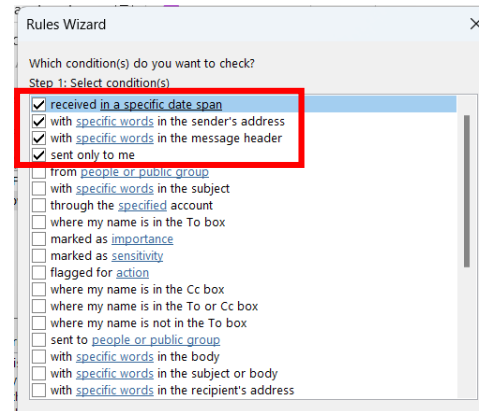 Rules Wizard
Which condition(s) do you want to check?
Step 1: Select condition(s)
received in a specific date span
with specific words in the sender's address
with specific words in the message header
sent only to me
from people or public group
with specific words in the subject
through the specified account
where my name is in the To box
marked as importance
marked as sensitivity
flagged for action
where my name is in the Cc box
where my name is in the To or Cc box
where my name is not in the To box
sent to people or public group
with specific words in the body
with specific words in the subject or body
with specific words in the recipient's address